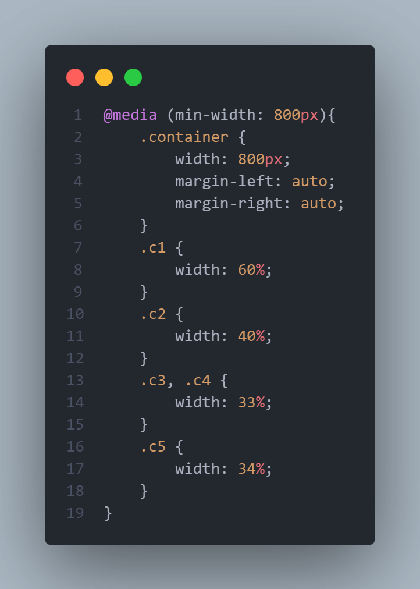 1 @media (min-width: 800px){
2     .container {
3         width: 800px;
4         margin-left: auto;
5         margin-right: auto;
6     }
7     .c1 {
8         width: 60%;
9     }
10     .c2 {
11         width: 40%;
12     }
13     .c3, .c4 {
14         width: 33%;
15     }
16     .c5 {
17         width: 34%;
18     }
19 }